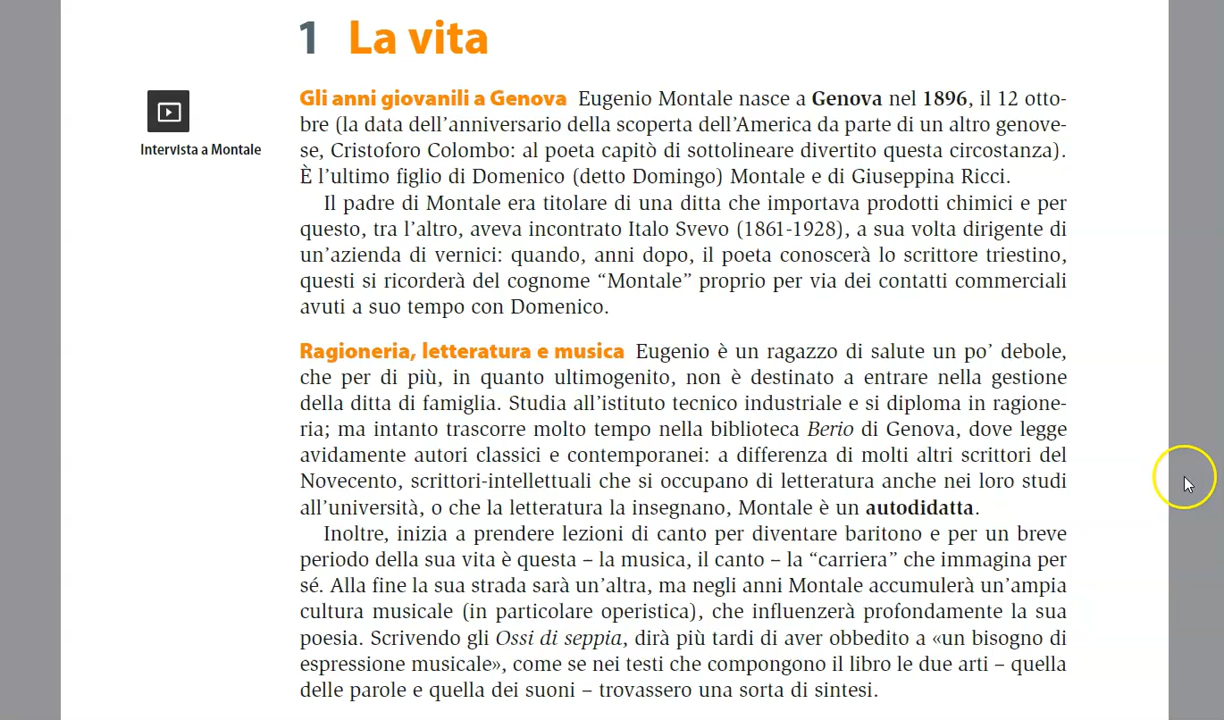 1 La vita
Intervista a Montale
Gli anni giovanili a Genova Eugenio Montale nasce a Genova nel 1896, il 12 otto-
bre (la data dell'anniversario della scoperta dell'America da parte di un altro genove-
se, Cristoforo Colombo: al poeta capitò di sottolineare divertito questa circostanza).
È l'ultimo figlio di Domenico (detto Domingo) Montale e di Giuseppina Ricci.
Il padre di Montale era titolare di una ditta che importava prodotti chimici e per
questo, tra l'altro, aveva incontrato Italo Svevo (1861-1928), a sua volta dirigente di
un'azienda di vernici: quando, anni dopo, il poeta conoscerà lo scrittore triestino,
questi si ricorderà del cognome “Montale” proprio per via dei contatti commerciali
avuti a suo tempo con Domenico.
Ragioneria, letteratura e musica Eugenio è un ragazzo di salute un po' debole,
che per di più, in quanto ultimogenito, non è destinato a entrare nella gestione
della ditta di famiglia. Studia all'istituto tecnico industriale e si diploma in ragione-
ria; ma intanto trascorre molto tempo nella biblioteca Berio di Genova, dove legge
avidamente autori classici e contemporanei: a differenza di molti altri scrittori del
Novecento, scrittori-intellettuali che si occupano di letteratura anche nei loro studi
all'università, o che la letteratura la insegnano, Montale è un autodidatta.
Inoltre, inizia a prendere lezioni di canto per diventare baritono e per un breve
periodo della sua vita è questa – la musica, il canto – la “carriera” che immagina per
sé. Alla fine la sua strada sarà un'altra, ma negli anni Montale accumulerà un'ampia
cultura musicale (in particolare operistica), che influenzerà profondamente la sua
poesia. Scrivendo gli Ossi di seppia, dirà più tardi di aver obbedito a «un bisogno di
espressione musicale», come se nei testi che compongono il libro le due arti – quella
delle parole e quella dei suoni – trovassero una sorta di sintesi.